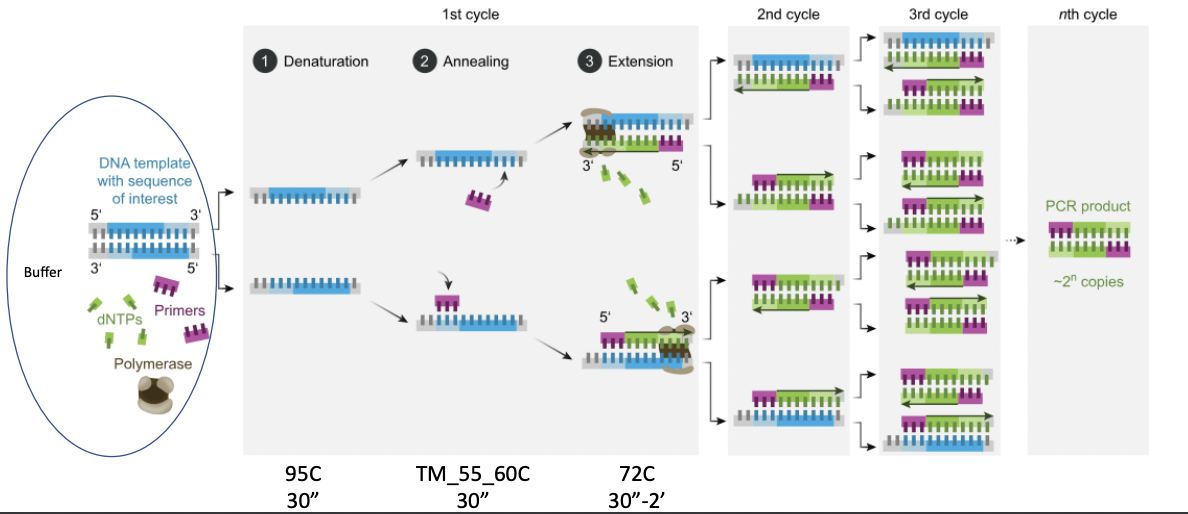 1st cycle
2nd cycle
3rd cycle
nth cycle
1 Denaturation
2 Annealing
3 Extension
DNA template
with sequence
of interest
5' 3'
3' 5'
Buffer
dNTPs
Primers
Polymerase
3' 5'
5' 3'
PCR product
~2ⁿ copies
95C
30”
TM_55_60C
30”
72C
30”-2’